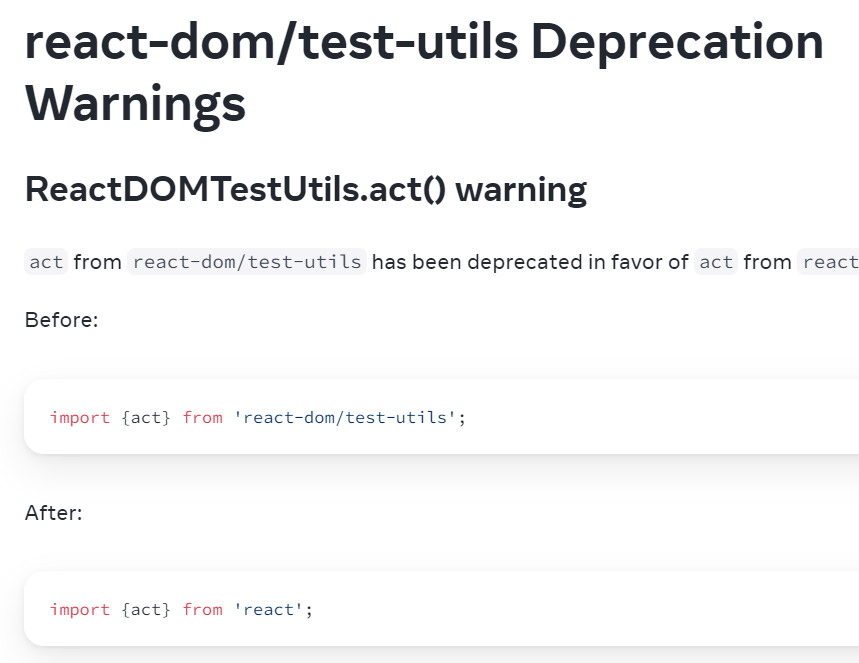 react-dom/test-utils Deprecation
Warnings
ReactDOMTestUtils.act() warning
act from react-dom/test-utils has been deprecated in favor of act from react
Before:
import {act} from 'react-dom/test-utils';
After:
import {act} from 'react';